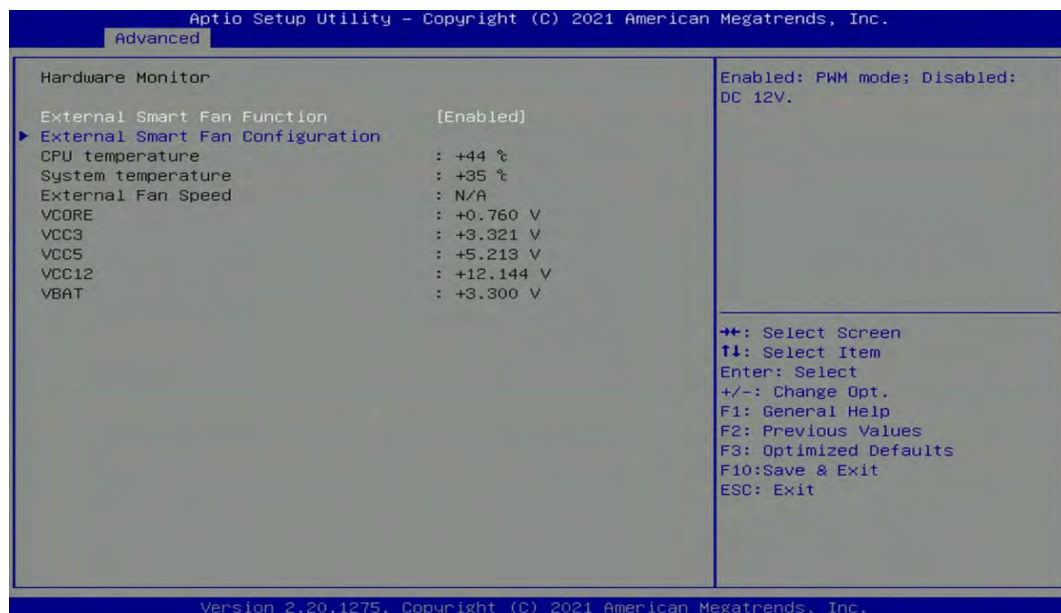 Aptio Setup Utility – Copyright (C) 2021 American Megatrends, Inc.
Advanced
Hardware Monitor
External Smart Fan Function [Enabled]
▶ External Smart Fan Configuration
CPU temperature : +44 ℃
System temperature : +35 ℃
External Fan Speed : N/A
VCORE : +0.760 V
VCC3 : +3.321 V
VCC5 : +5.213 V
VCC12 : +12.144 V
VBAT : +3.300 V
Enabled: PWM mode; Disabled:
DC 12V.
→←: Select Screen
↑↓: Select Item
Enter: Select
+/-: Change Opt.
F1: General Help
F2: Previous Values
F3: Optimized Defaults
F10:Save & Exit
ESC: Exit
Version 2.20.1275. Copyright (C) 2021 American Megatrends, Inc.